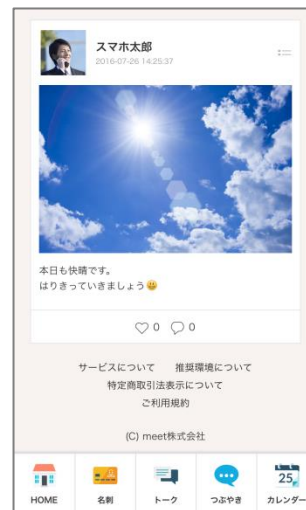 スマホ太郎
2016-07-26 14:25:37
本日も快晴です。
はりきっていきましょう😀
0 0
サービスについて 推奨環境について
特定商取引法表示について
ご利用規約
(C) meet株式会社
25
HOME 名刺 トーク つぶやき カレンダー